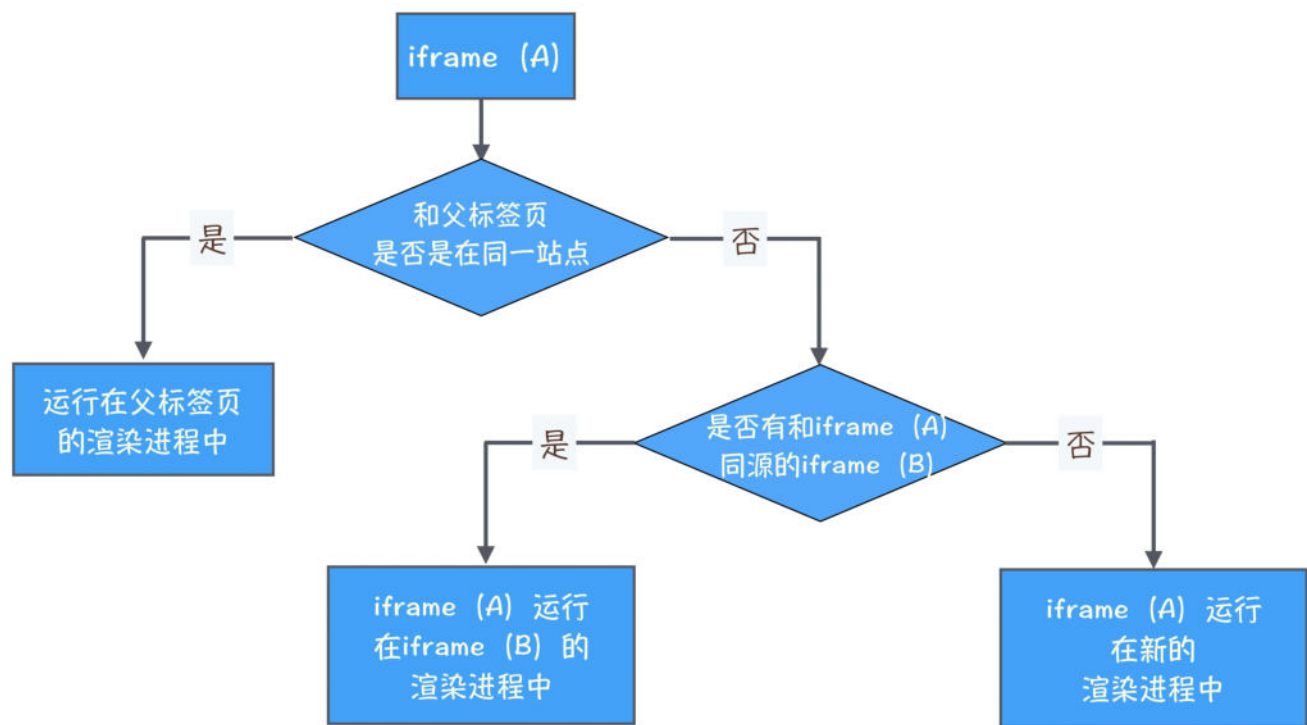 iframe (A)
和父标签页
是否是在同一站点
是
否
运行在父标签页
的渲染进程中
是否有和iframe (A)
同源的iframe (B)
是
否
iframe (A) 运行
在iframe (B) 的
渲染进程中
iframe (A) 运行
在新的
渲染进程中